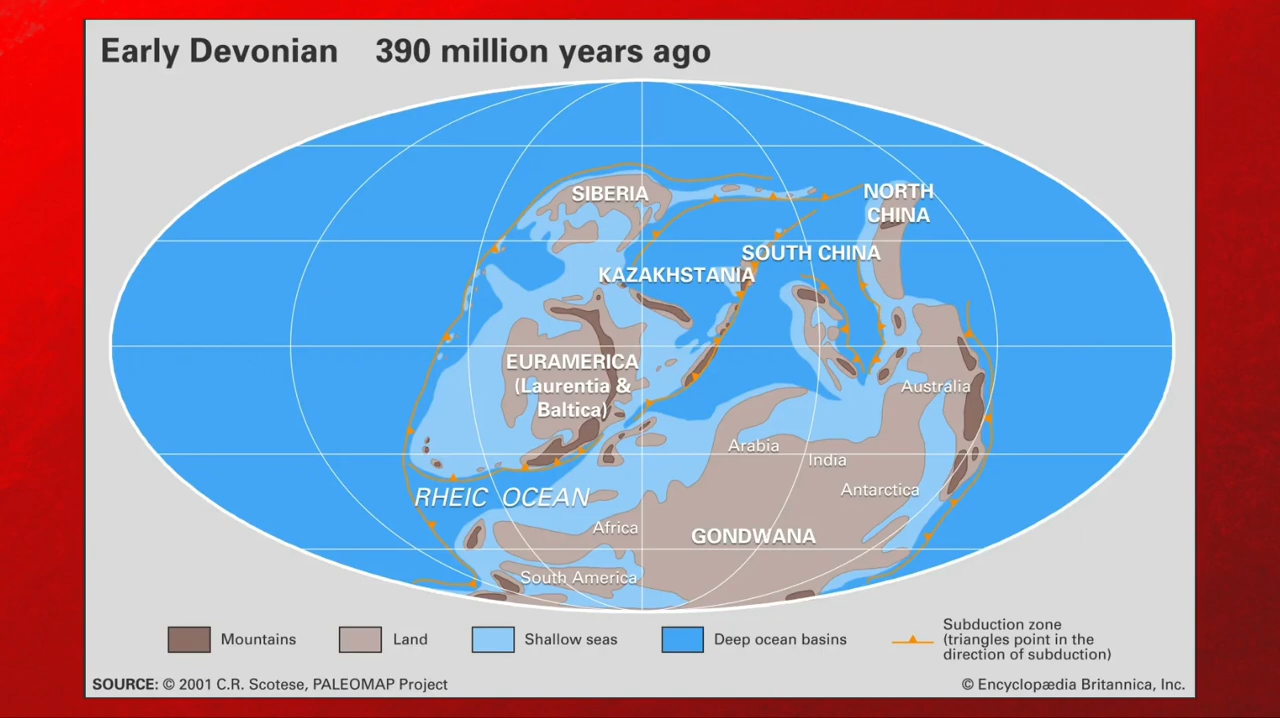 Early Devonian 390 million years ago
SIBERIA
NORTH
CHINA
SOUTH CHINA
KAZAKHSTANIA
EURAMERICA
(Laurentia &
Baltica)
Australia
Arabia
India
Antarctica
RHEIC OCEAN
Africa
GONDWANA
South America
Mountains
Land
Shallow seas
Deep ocean basins
Subduction zone
(triangles point in the
direction of subduction)
SOURCE: © 2001 C.R. Scotese, PALEOMAP Project
© Encyclopædia Britannica, Inc.